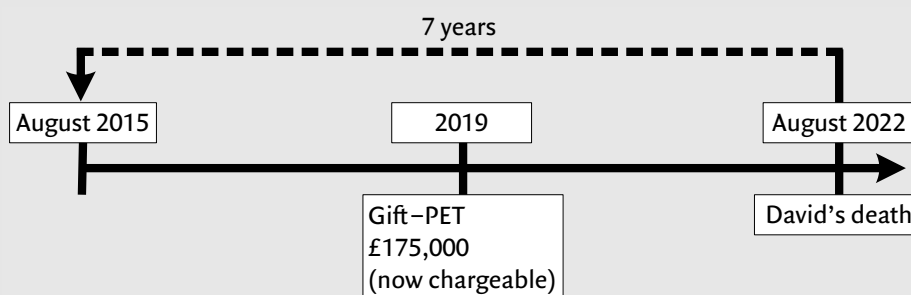 7 years
August 2015
2019
August 2022
Gift–PET
£175,000
(now chargeable)
David’s death